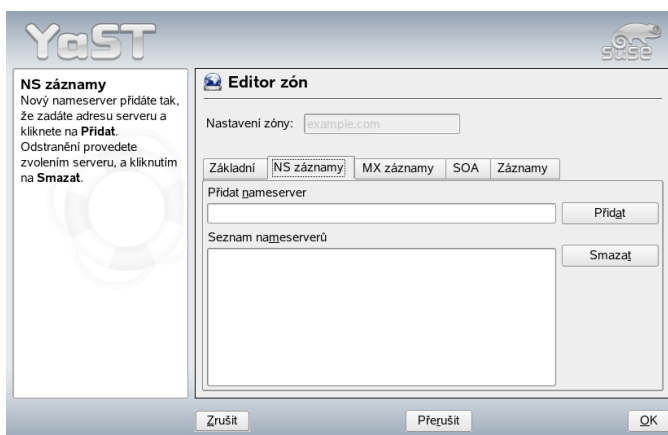 YaST
SUSE
NS záznamy
Nový nameserver přidáte tak,
že zadáte adresu serveru a
kliknete na Přidat.
Odstranění provedete
zvolením serveru, a kliknutím
na Smazat.
Editor zón
Nastavení zóny: example.com
Základní NS záznamy MX záznamy SOA Záznamy
Přidat nameserver
Přidat
Seznam nameserverů
Smazat
Zrušit Přerušit OK